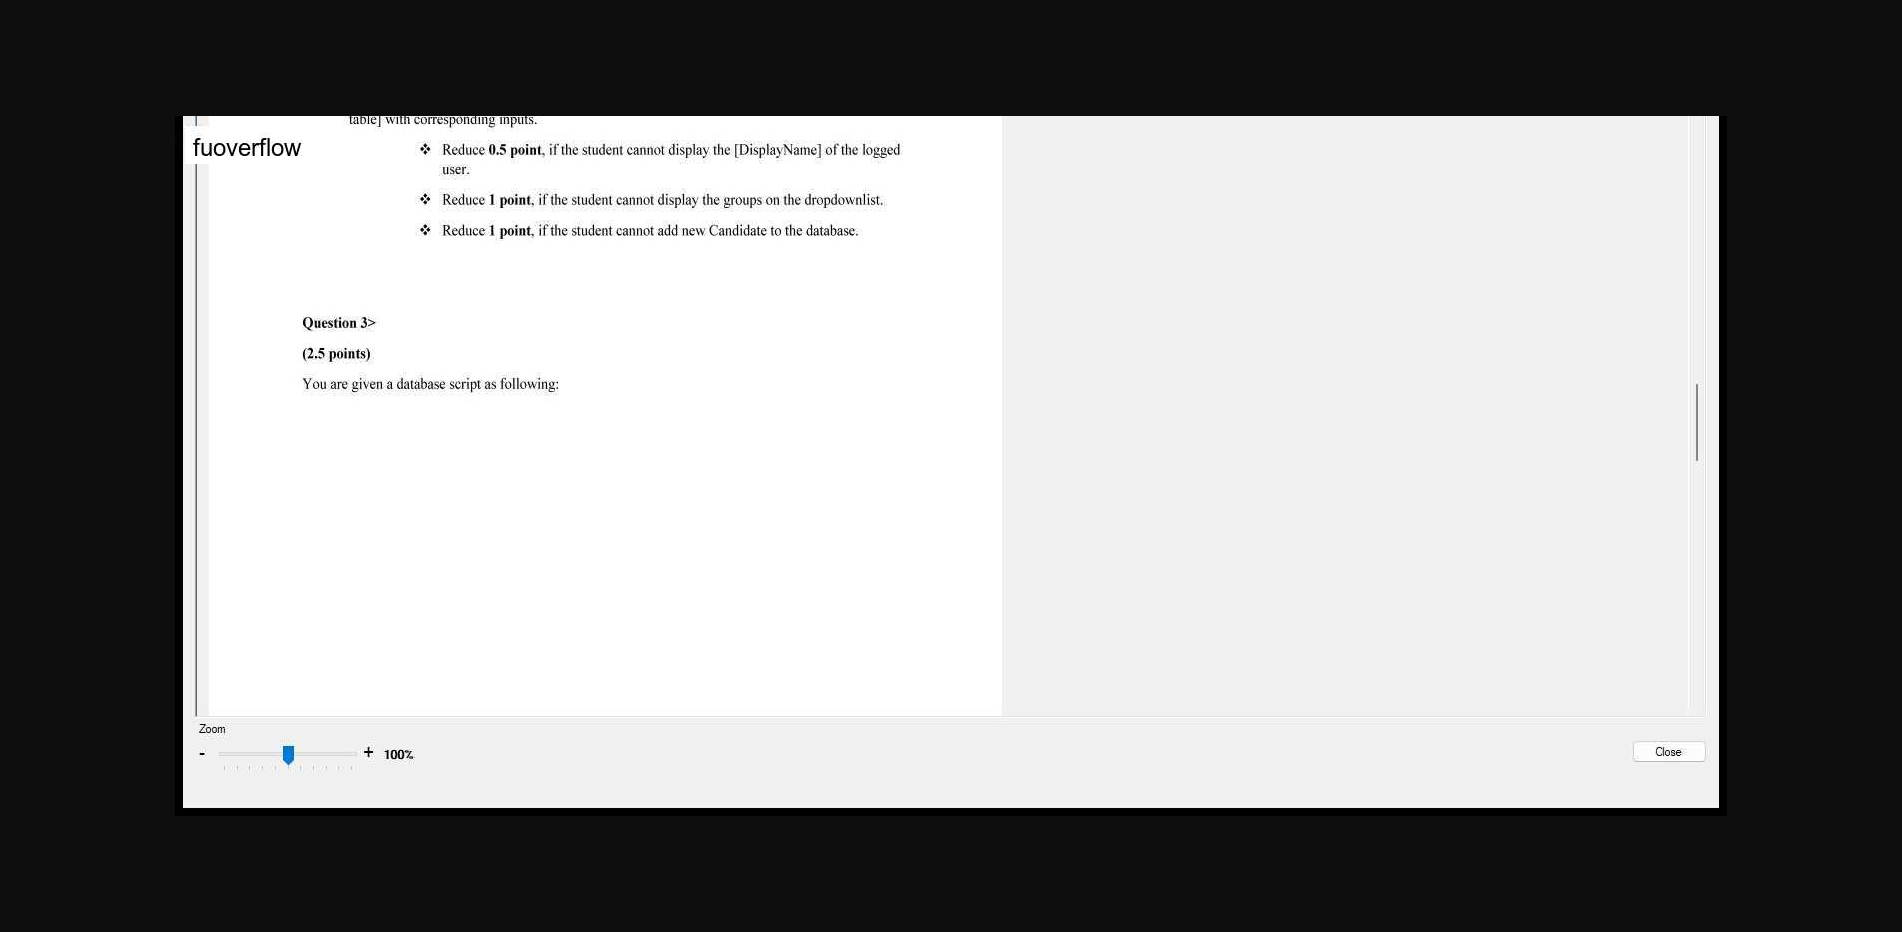 table] with corresponding inputs.
fuoverflow
❖ Reduce 0.5 point, if the student cannot display the [DisplayName] of the logged
user.
❖ Reduce 1 point, if the student cannot display the groups on the dropdownlist.
❖ Reduce 1 point, if the student cannot add new Candidate to the database.
Question 3>
(2.5 points)
You are given a database script as following:
Zoom
- + 100%
Close